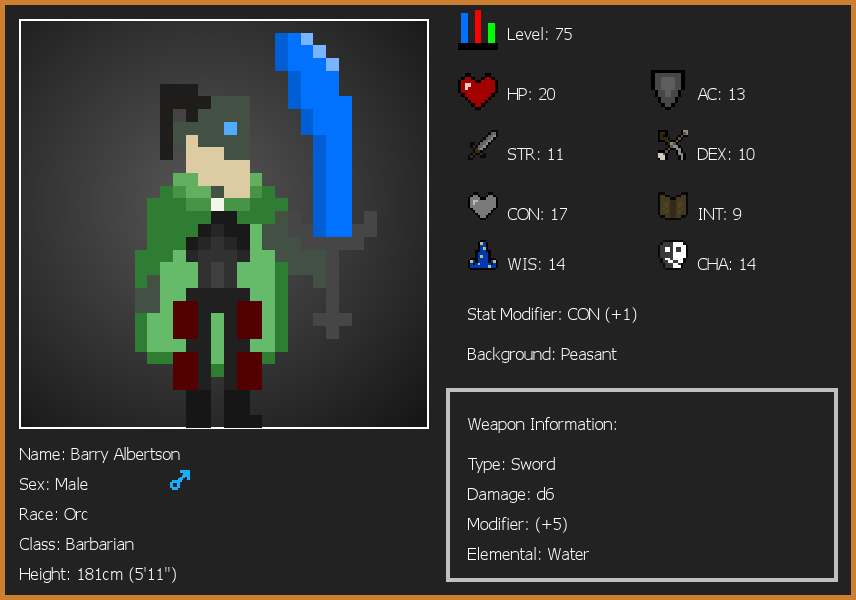 Level: 75
HP: 20
AC: 13
STR: 11
DEX: 10
CON: 17
INT: 9
WIS: 14
CHA: 14
Stat Modifier: CON (+1)
Background: Peasant
Weapon Information:
Type: Sword
Damage: d6
Modifier: (+5)
Elemental: Water
Name: Barry Albertson
Sex: Male
Race: Orc
Class: Barbarian
Height: 181cm (5'11")